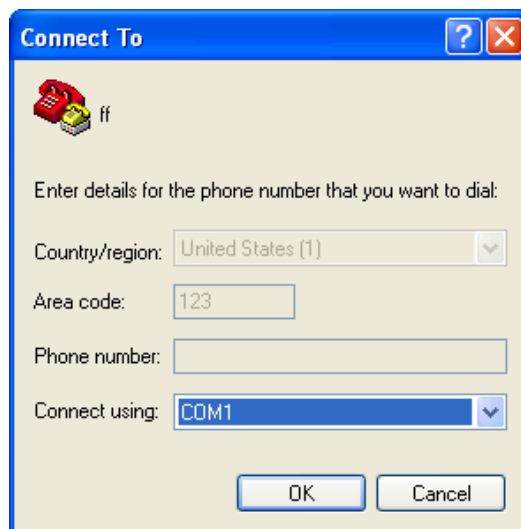 Connect To
ff
Enter details for the phone number that you want to dial:
Country/region: United States (1)
Area code: 123
Phone number:
Connect using: COM1
OK Cancel